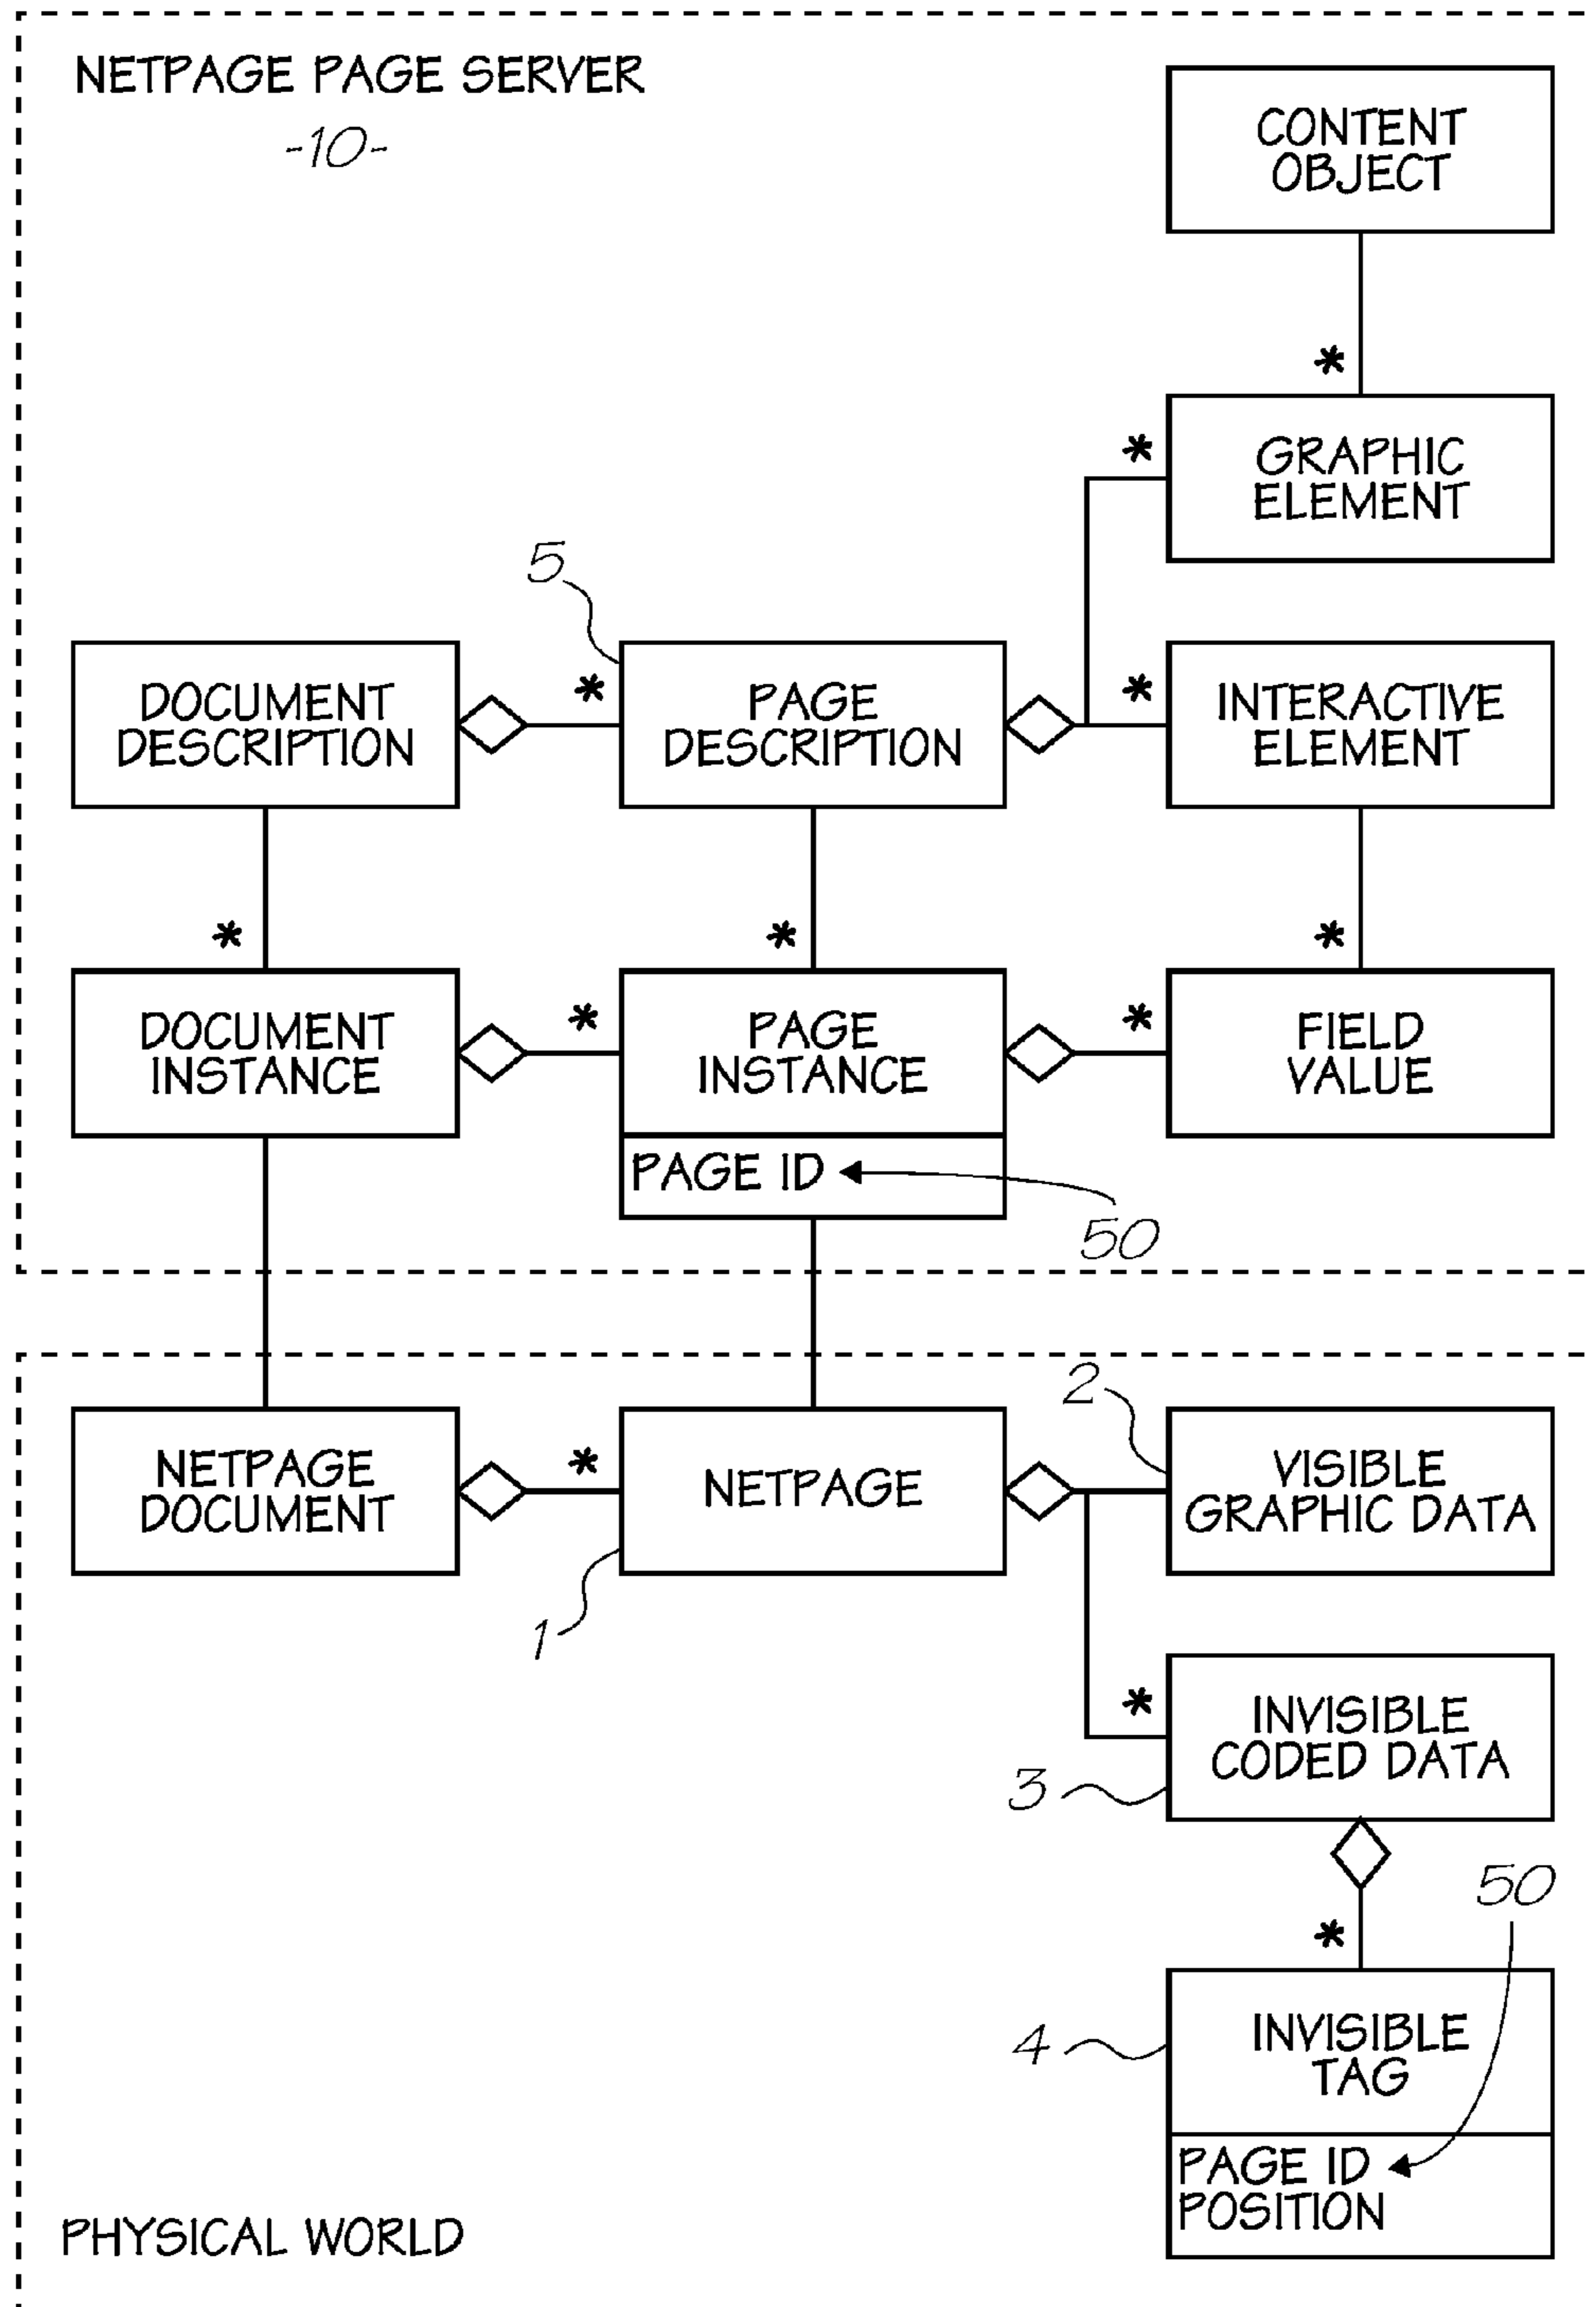 NETPAGE PAGE SERVER
-10-
CONTENT
OBJECT
*
*
GRAPHIC
ELEMENT
5
DOCUMENT
DESCRIPTION
*
PAGE
DESCRIPTION
*
INTERACTIVE
ELEMENT
*
*
*
DOCUMENT
INSTANCE
*
PAGE
INSTANCE
*
FIELD
VALUE
PAGE ID
50
2
NETPAGE
DOCUMENT
*
NETPAGE
VISIBLE
GRAPHIC DATA
1
*
INVISIBLE
CODED DATA
3
50
*
4
INVISIBLE
TAG
PAGE ID
POSITION
PHYSICAL WORLD